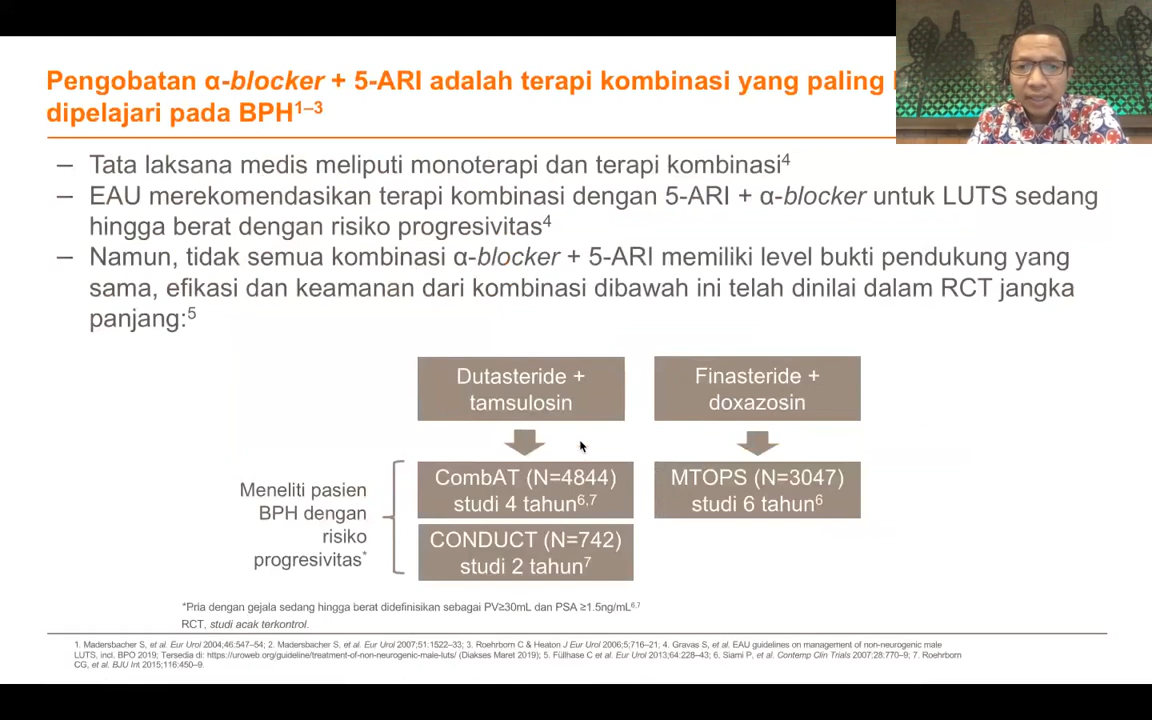 Pengobatan α-blocker + 5-ARI adalah terapi kombinasi yang paling
dipelajari pada BPH¹⁻³
– Tata laksana medis meliputi monoterapi dan terapi kombinasi⁴
– EAU merekomendasikan terapi kombinasi dengan 5-ARI + α-blocker untuk LUTS sedang
hingga berat dengan risiko progresivitas⁴
– Namun, tidak semua kombinasi α-blocker + 5-ARI memiliki level bukti pendukung yang
sama, efikasi dan keamanan dari kombinasi dibawah ini telah dinilai dalam RCT jangka
panjang:⁵
Dutasteride +
tamsulosin
Finasteride +
doxazosin
Meneliti pasien
BPH dengan
risiko
progresivitas*
CombAT (N=4844)
studi 4 tahun⁶,⁷
CONDUCT (N=742)
studi 2 tahun⁷
MTOPS (N=3047)
studi 6 tahun⁶
*Pria dengan gejala sedang hingga berat didefinisikan sebagai PV≥30mL dan PSA ≥1.5ng/mL⁶,⁷
RCT, studi acak terkontrol.
1. Madersbacher S, et al. Eur Urol 2004;46:547–54; 2. Madersbacher S, et al. Eur Urol 2007;51:1522–33; 3. Roehrborn C & Heaton J Eur Urol 2006;5:716–21; 4. Gravas S, et al. EAU guidelines on management of non-neurogenic male
LUTS, incl. BPO 2019; Tersedia di: https://uroweb.org/guideline/treatment-of-non-neurogenic-male-luts/ (Diakses Maret 2019); 5. Füllhase C et al. Eur Urol 2013;64:228–43; 6. Siami P, et al. Contemp Clin Trials 2007;28:770–9; 7. Roehrborn
CG, et al. BJU Int 2015;116:450–9.